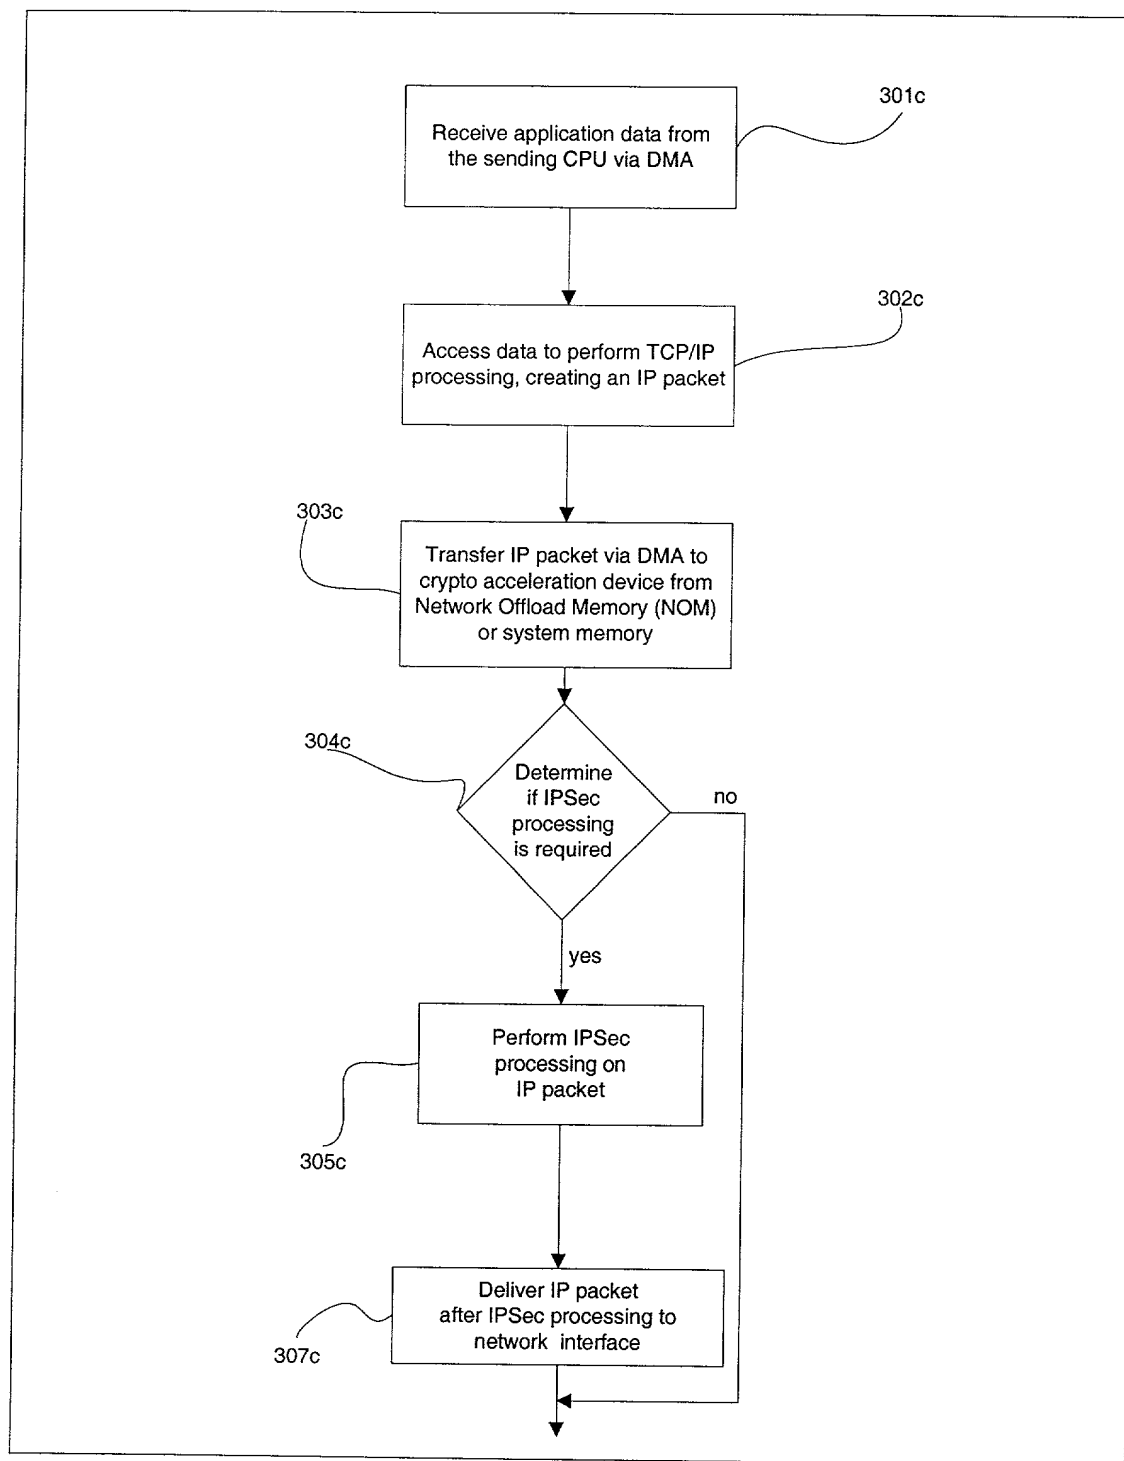 301c
Receive application data from
the sending CPU via DMA
302c
Access data to perform TCP/IP
processing, creating an IP packet
303c
Transfer IP packet via DMA to
crypto acceleration device from
Network Offload Memory (NOM)
or system memory
304c
Determine
if IPSec
processing
is required
no
yes
Perform IPSec
processing on
IP packet
305c
Deliver IP packet
after IPSec processing to
network interface
307c